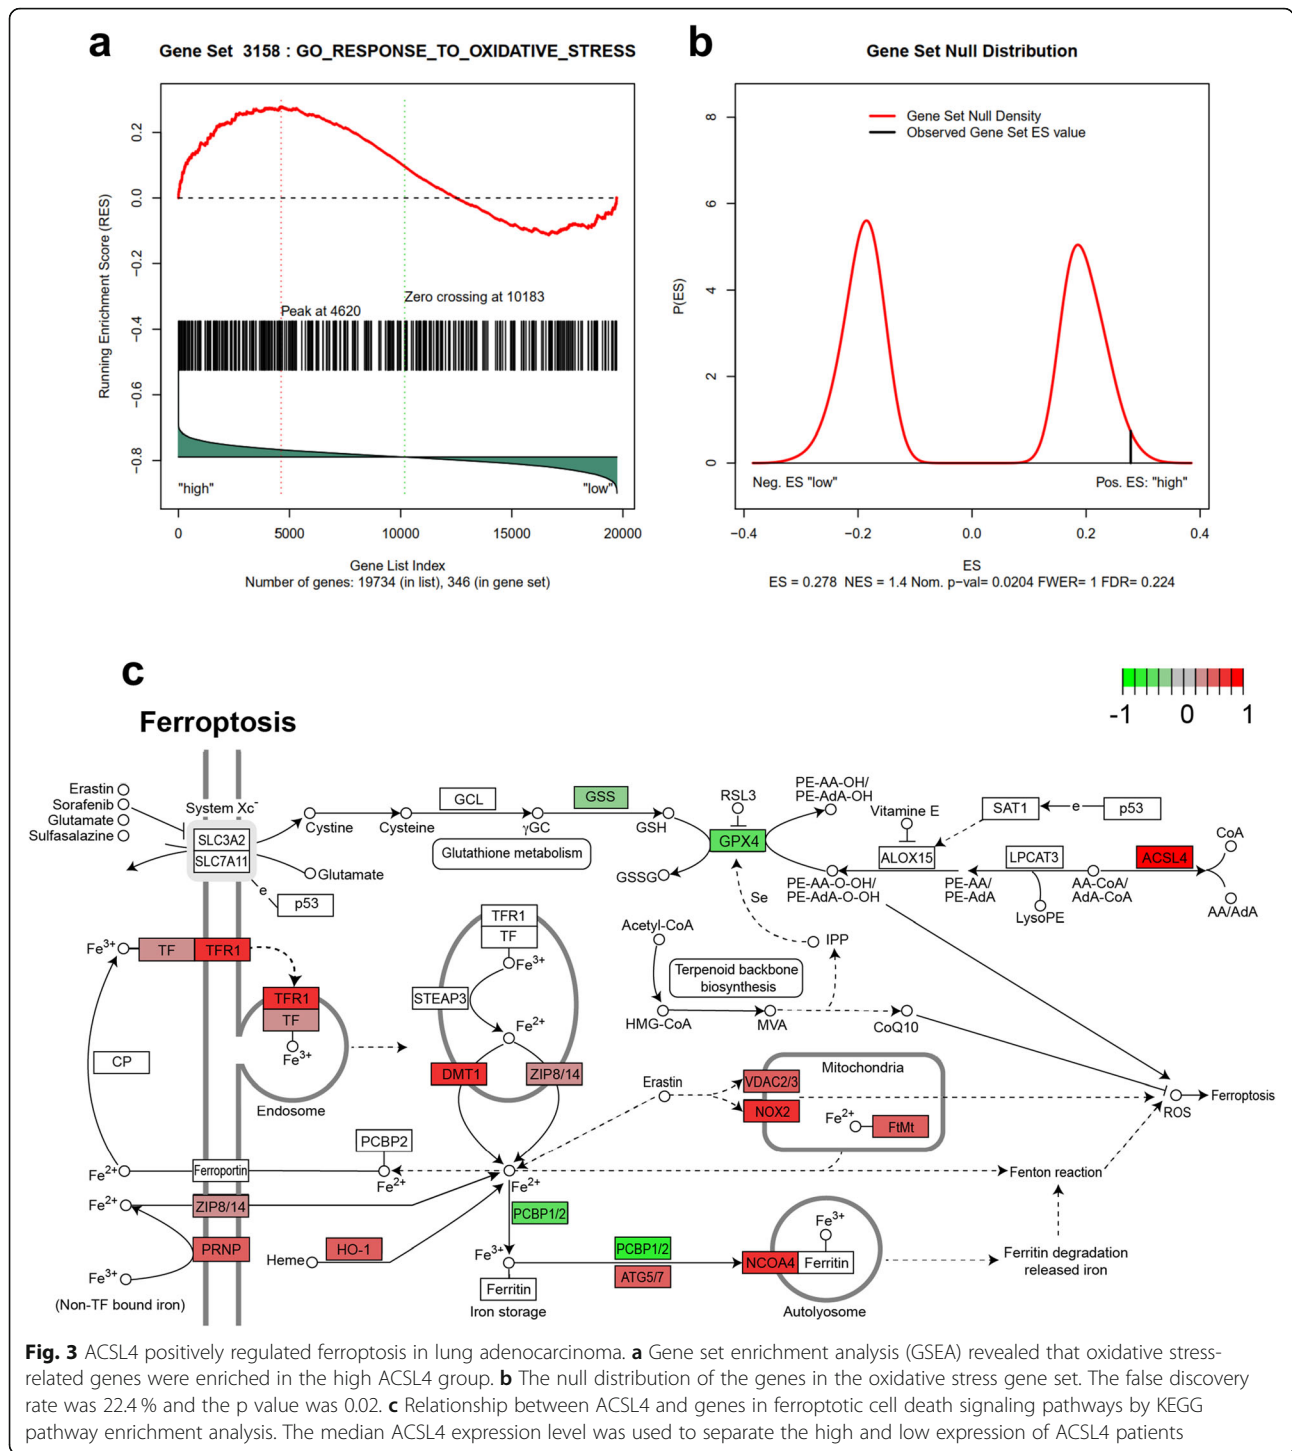 a
Gene Set 3158 : GO_RESPONSE_TO_OXIDATIVE_STRESS
Running Enrichment Score (RES)
0.2
0.0
−0.2
−0.4
−0.6
−0.8
Peak at 4620
Zero crossing at 10183
"high"
"low"
0
5000
10000
15000
20000
Gene List Index
Number of genes: 19734 (in list), 346 (in gene set)
b
Gene Set Null Distribution
Gene Set Null Density
Observed Gene Set ES value
P(ES)
8
6
4
2
0
Neg. ES "low"
Pos. ES: "high"
−0.4
−0.2
0.0
0.2
0.4
ES
ES = 0.278 NES = 1.4 Nom. p−val= 0.0204 FWER= 1 FDR= 0.224
c
-1
0
1
Ferroptosis
Erastin
Sorafenib
Glutamate
Sulfasalazine
System Xc-
SLC3A2
SLC7A11
Cystine
Cysteine
GCL
γGC
GSS
GSH
Glutathione metabolism
Glutamate
e
p53
RSL3
GPX4
GSSG
Se
PE-AA-OH/
PE-AdA-OH
Vitamine E
ALOX15
PE-AA-O-OH/
PE-AdA-O-OH
SAT1
e
p53
LPCAT3
PE-AA/
PE-AdA
LysoPE
AA-CoA/
AdA-CoA
ACSL4
CoA
AA/AdA
Fe3+
TF
TFR1
TFR1
TF
Fe3+
Endosome
CP
TFR1
TF
Fe3+
STEAP3
Fe2+
DMT1
ZIP8/14
Acetyl-CoA
IPP
Terpenoid backbone
biosynthesis
HMG-CoA
MVA
CoQ10
Erastin
VDAC2/3
NOX2
Mitochondria
Fe2+
FtMt
ROS
Ferroptosis
Fe2+
Ferroportin
PCBP2
Fe2+
Fe2+
Fenton reaction
Fe2+
ZIP8/14
PRNP
Fe3+
(Non-TF bound iron)
Heme
HO-1
PCBP1/2
Fe3+
Ferritin
Iron storage
PCBP1/2
ATG5/7
NCOA4
Fe3+
Ferritin
Autolyosome
Ferritin degradation
released iron
Fig. 3 ACSL4 positively regulated ferroptosis in lung adenocarcinoma. a Gene set enrichment analysis (GSEA) revealed that oxidative stress-
related genes were enriched in the high ACSL4 group. b The null distribution of the genes in the oxidative stress gene set. The false discovery
rate was 22.4 % and the p value was 0.02. c Relationship between ACSL4 and genes in ferroptotic cell death signaling pathways by KEGG
pathway enrichment analysis. The median ACSL4 expression level was used to separate the high and low expression of ACSL4 patients